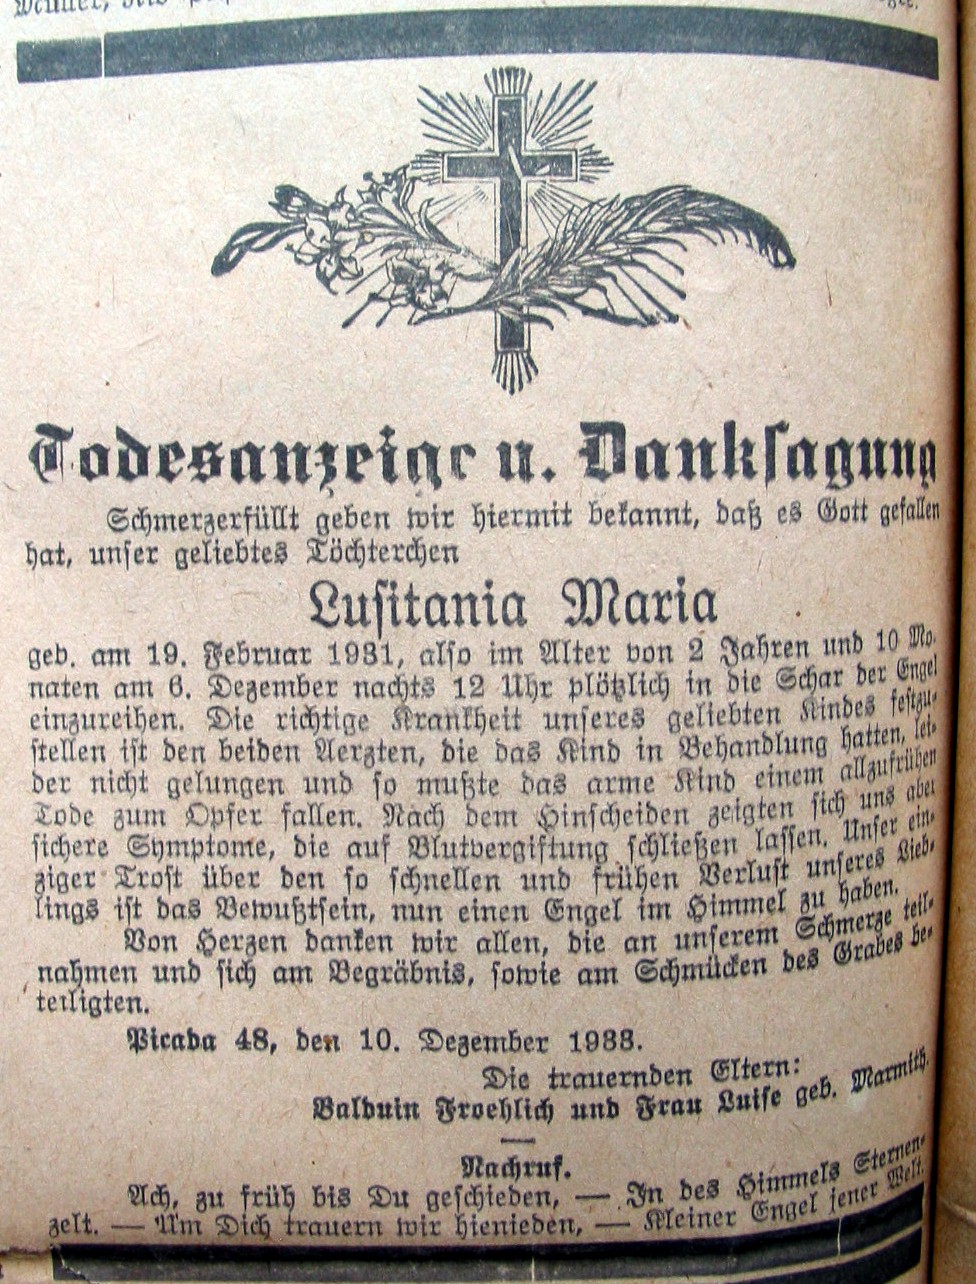 Todesanzeige u. Danksagung
Schmerzerfüllt geben wir hiermit bekannt, daß es Gott gefallen
hat, unser geliebtes Töchterchen
Lusitania Maria
geb. am 19. Februar 1931, also im Alter von 2 Jahren und 10 Mo-
naten am 6. Dezember nachts 12 Uhr plötzlich in die Schar der Engel
einzureihen. Die richtige Krankheit unseres geliebten Kindes festzu-
stellen ist den beiden Aerzten, die das Kind in Behandlung hatten, lei-
der nicht gelungen und so mußte das arme Kind einem allzufrühen
Tode zum Opfer fallen. Nach dem Hinscheiden zeigten sich uns aber
sichere Symptome, die auf Blutvergiftung schließen lassen. Unser ein-
ziger Trost über den so schnellen und frühen Verlust unseres Lieb-
lings ist das Bewußtsein, nun einen Engel im Himmel zu haben.
Von Herzen danken wir allen, die an unserem Schmerze teil-
nahmen und sich am Begräbnis, sowie am Schmücken des Grabes be-
teiligten.
Picada 48, den 10. Dezember 1933.
Die trauernden Eltern:
Balduin Froehlich und Frau Luise geb. Marmith.
Nachruf.
Ach, zu früh bis Du geschieden, — In des Himmels Sternen-
zelt. — Um Dich trauern wir hienieden, — Kleiner Engel jener Welt.